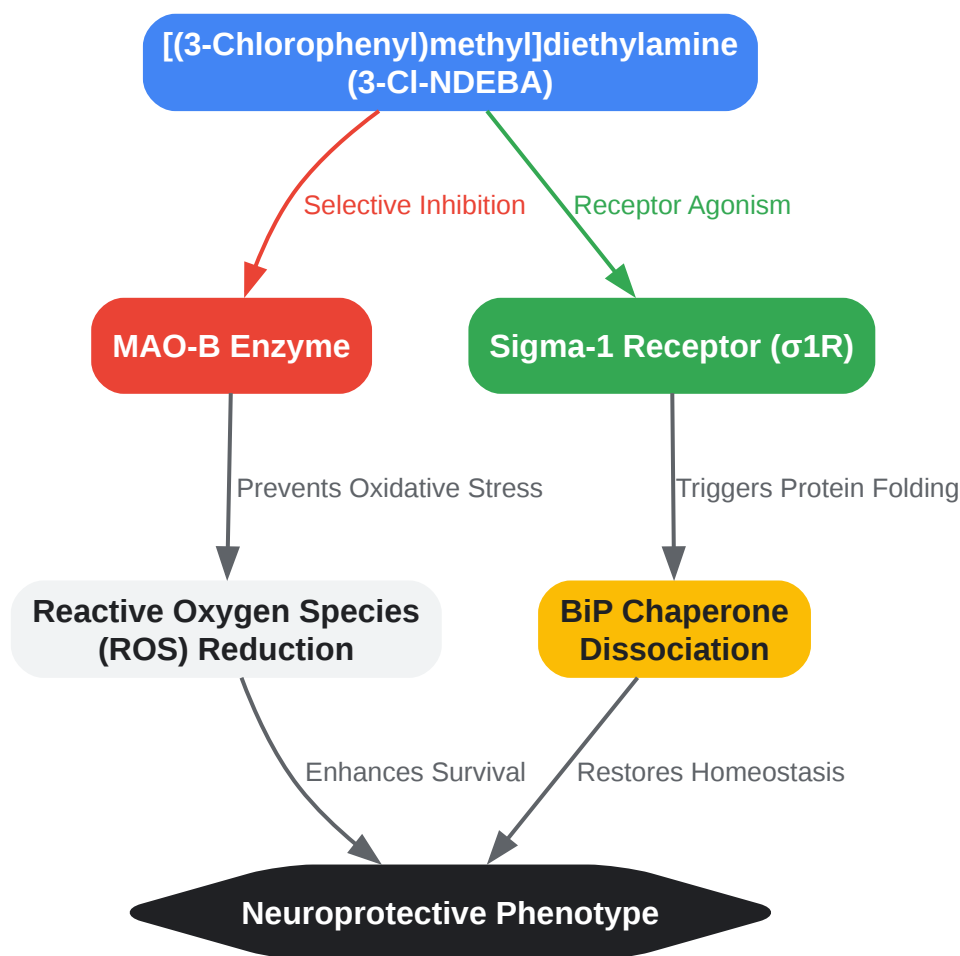 [(3-Chlorophenyl)methyl]diethylamine
(3-Cl-NDEBA)
Selective Inhibition
Receptor Agonism
MAO-B Enzyme
Sigma-1 Receptor (σ1R)
Prevents Oxidative Stress
Triggers Protein Folding
Reactive Oxygen Species
(ROS) Reduction
BiP Chaperone
Dissociation
Enhances Survival
Restores Homeostasis
Neuroprotective Phenotype